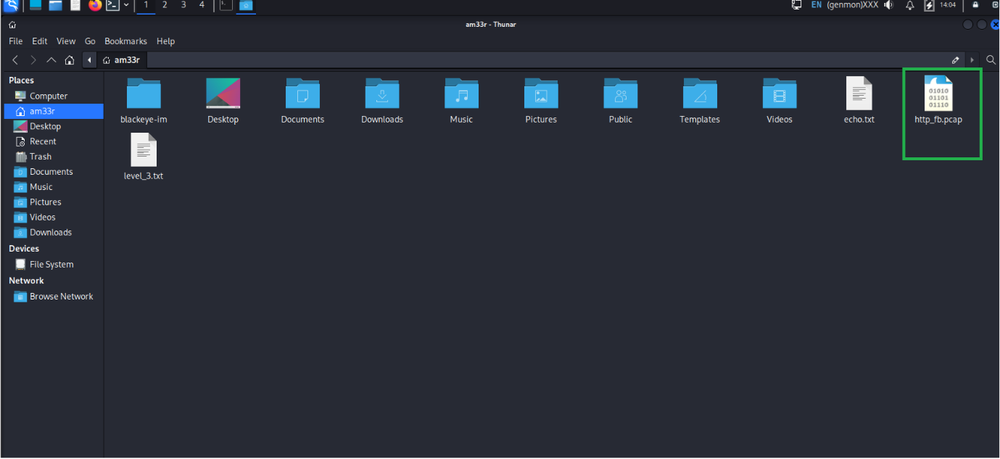 1 2 3 4 EN (genmon)XXX 14:04
am33r - Thunar
File Edit View Go Bookmarks Help
am33r
Places
Computer
am33r
Desktop
Recent
Trash
Documents
Music
Pictures
Videos
Downloads
Devices
File System
Network
Browse Network
blackeye-im Desktop Documents Downloads Music Pictures Public Templates Videos echo.txt
01010
01101
01110
http_fb.pcap
level_3.txt